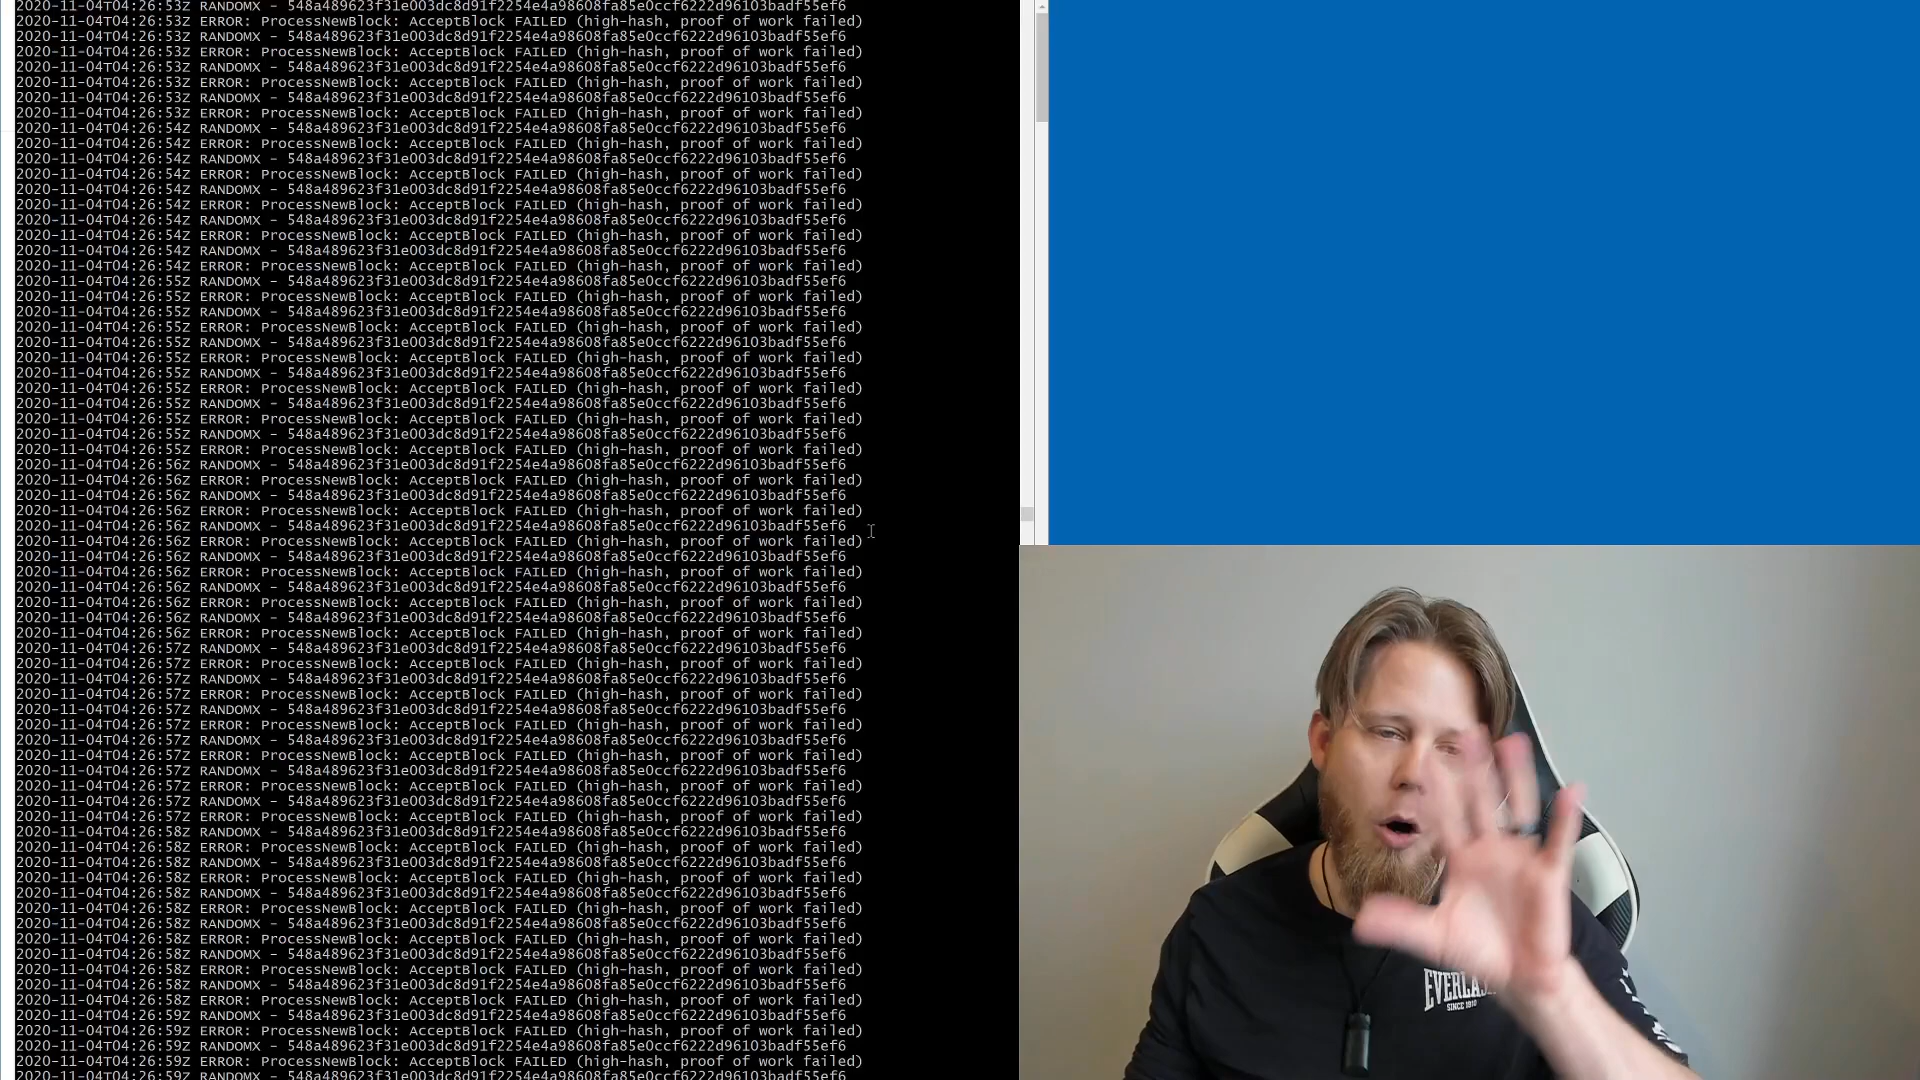 2020-11-04T04:26:53Z RANDOMX - 548a489623f31e003dc8d91f2254e4a98608fa85e0ccf6222d96103badf55ef6
2020-11-04T04:26:53Z ERROR: ProcessNewBlock: AcceptBlock FAILED (high-hash, proof of work failed)
2020-11-04T04:26:53Z RANDOMX - 548a489623f31e003dc8d91f2254e4a98608fa85e0ccf6222d96103badf55ef6
2020-11-04T04:26:53Z ERROR: ProcessNewBlock: AcceptBlock FAILED (high-hash, proof of work failed)
2020-11-04T04:26:53Z RANDOMX - 548a489623f31e003dc8d91f2254e4a98608fa85e0ccf6222d96103badf55ef6
2020-11-04T04:26:53Z ERROR: ProcessNewBlock: AcceptBlock FAILED (high-hash, proof of work failed)
2020-11-04T04:26:53Z RANDOMX - 548a489623f31e003dc8d91f2254e4a98608fa85e0ccf6222d96103badf55ef6
2020-11-04T04:26:53Z ERROR: ProcessNewBlock: AcceptBlock FAILED (high-hash, proof of work failed)
2020-11-04T04:26:54Z RANDOMX - 548a489623f31e003dc8d91f2254e4a98608fa85e0ccf6222d96103badf55ef6
2020-11-04T04:26:54Z ERROR: ProcessNewBlock: AcceptBlock FAILED (high-hash, proof of work failed)
2020-11-04T04:26:54Z RANDOMX - 548a489623f31e003dc8d91f2254e4a98608fa85e0ccf6222d96103badf55ef6
2020-11-04T04:26:54Z ERROR: ProcessNewBlock: AcceptBlock FAILED (high-hash, proof of work failed)
2020-11-04T04:26:54Z RANDOMX - 548a489623f31e003dc8d91f2254e4a98608fa85e0ccf6222d96103badf55ef6
2020-11-04T04:26:54Z ERROR: ProcessNewBlock: AcceptBlock FAILED (high-hash, proof of work failed)
2020-11-04T04:26:54Z RANDOMX - 548a489623f31e003dc8d91f2254e4a98608fa85e0ccf6222d96103badf55ef6
2020-11-04T04:26:54Z ERROR: ProcessNewBlock: AcceptBlock FAILED (high-hash, proof of work failed)
2020-11-04T04:26:54Z RANDOMX - 548a489623f31e003dc8d91f2254e4a98608fa85e0ccf6222d96103badf55ef6
2020-11-04T04:26:54Z ERROR: ProcessNewBlock: AcceptBlock FAILED (high-hash, proof of work failed)
2020-11-04T04:26:55Z RANDOMX - 548a489623f31e003dc8d91f2254e4a98608fa85e0ccf6222d96103badf55ef6
2020-11-04T04:26:55Z ERROR: ProcessNewBlock: AcceptBlock FAILED (high-hash, proof of work failed)
2020-11-04T04:26:55Z RANDOMX - 548a489623f31e003dc8d91f2254e4a98608fa85e0ccf6222d96103badf55ef6
2020-11-04T04:26:55Z ERROR: ProcessNewBlock: AcceptBlock FAILED (high-hash, proof of work failed)
2020-11-04T04:26:55Z RANDOMX - 548a489623f31e003dc8d91f2254e4a98608fa85e0ccf6222d96103badf55ef6
2020-11-04T04:26:55Z ERROR: ProcessNewBlock: AcceptBlock FAILED (high-hash, proof of work failed)
2020-11-04T04:26:55Z RANDOMX - 548a489623f31e003dc8d91f2254e4a98608fa85e0ccf6222d96103badf55ef6
2020-11-04T04:26:55Z ERROR: ProcessNewBlock: AcceptBlock FAILED (high-hash, proof of work failed)
2020-11-04T04:26:55Z RANDOMX - 548a489623f31e003dc8d91f2254e4a98608fa85e0ccf6222d96103badf55ef6
2020-11-04T04:26:55Z ERROR: ProcessNewBlock: AcceptBlock FAILED (high-hash, proof of work failed)
2020-11-04T04:26:55Z RANDOMX - 548a489623f31e003dc8d91f2254e4a98608fa85e0ccf6222d96103badf55ef6
2020-11-04T04:26:55Z ERROR: ProcessNewBlock: AcceptBlock FAILED (high-hash, proof of work failed)
2020-11-04T04:26:56Z RANDOMX - 548a489623f31e003dc8d91f2254e4a98608fa85e0ccf6222d96103badf55ef6
2020-11-04T04:26:56Z ERROR: ProcessNewBlock: AcceptBlock FAILED (high-hash, proof of work failed)
2020-11-04T04:26:56Z RANDOMX - 548a489623f31e003dc8d91f2254e4a98608fa85e0ccf6222d96103badf55ef6
2020-11-04T04:26:56Z ERROR: ProcessNewBlock: AcceptBlock FAILED (high-hash, proof of work failed)
2020-11-04T04:26:56Z RANDOMX - 548a489623f31e003dc8d91f2254e4a98608fa85e0ccf6222d96103badf55ef6
2020-11-04T04:26:56Z ERROR: ProcessNewBlock: AcceptBlock FAILED (high-hash, proof of work failed)
2020-11-04T04:26:56Z RANDOMX - 548a489623f31e003dc8d91f2254e4a98608fa85e0ccf6222d96103badf55ef6
2020-11-04T04:26:56Z ERROR: ProcessNewBlock: AcceptBlock FAILED (high-hash, proof of work failed)
2020-11-04T04:26:56Z RANDOMX - 548a489623f31e003dc8d91f2254e4a98608fa85e0ccf6222d96103badf55ef6
2020-11-04T04:26:56Z ERROR: ProcessNewBlock: AcceptBlock FAILED (high-hash, proof of work failed)
2020-11-04T04:26:56Z RANDOMX - 548a489623f31e003dc8d91f2254e4a98608fa85e0ccf6222d96103badf55ef6
2020-11-04T04:26:56Z ERROR: ProcessNewBlock: AcceptBlock FAILED (high-hash, proof of work failed)
2020-11-04T04:26:57Z RANDOMX - 548a489623f31e003dc8d91f2254e4a98608fa85e0ccf6222d96103badf55ef6
2020-11-04T04:26:57Z ERROR: ProcessNewBlock: AcceptBlock FAILED (high-hash, proof of work failed)
2020-11-04T04:26:57Z RANDOMX - 548a489623f31e003dc8d91f2254e4a98608fa85e0ccf6222d96103badf55ef6
2020-11-04T04:26:57Z ERROR: ProcessNewBlock: AcceptBlock FAILED (high-hash, proof of work failed)
2020-11-04T04:26:57Z RANDOMX - 548a489623f31e003dc8d91f2254e4a98608fa85e0ccf6222d96103badf55ef6
2020-11-04T04:26:57Z ERROR: ProcessNewBlock: AcceptBlock FAILED (high-hash, proof of work failed)
2020-11-04T04:26:57Z RANDOMX - 548a489623f31e003dc8d91f2254e4a98608fa85e0ccf6222d96103badf55ef6
2020-11-04T04:26:57Z ERROR: ProcessNewBlock: AcceptBlock FAILED (high-hash, proof of work failed)
2020-11-04T04:26:57Z RANDOMX - 548a489623f31e003dc8d91f2254e4a98608fa85e0ccf6222d96103badf55ef6
2020-11-04T04:26:57Z ERROR: ProcessNewBlock: AcceptBlock FAILED (high-hash, proof of work failed)
2020-11-04T04:26:57Z RANDOMX - 548a489623f31e003dc8d91f2254e4a98608fa85e0ccf6222d96103badf55ef6
2020-11-04T04:26:57Z ERROR: ProcessNewBlock: AcceptBlock FAILED (high-hash, proof of work failed)
2020-11-04T04:26:58Z RANDOMX - 548a489623f31e003dc8d91f2254e4a98608fa85e0ccf6222d96103badf55ef6
2020-11-04T04:26:58Z ERROR: ProcessNewBlock: AcceptBlock FAILED (high-hash, proof of work failed)
2020-11-04T04:26:58Z RANDOMX - 548a489623f31e003dc8d91f2254e4a98608fa85e0ccf6222d96103badf55ef6
2020-11-04T04:26:58Z ERROR: ProcessNewBlock: AcceptBlock FAILED (high-hash, proof of work failed)
2020-11-04T04:26:58Z RANDOMX - 548a489623f31e003dc8d91f2254e4a98608fa85e0ccf6222d96103badf55ef6
2020-11-04T04:26:58Z ERROR: ProcessNewBlock: AcceptBlock FAILED (high-hash, proof of work failed)
2020-11-04T04:26:58Z RANDOMX - 548a489623f31e003dc8d91f2254e4a98608fa85e0ccf6222d96103badf55ef6
2020-11-04T04:26:58Z ERROR: ProcessNewBlock: AcceptBlock FAILED (high-hash, proof of work failed)
2020-11-04T04:26:58Z RANDOMX - 548a489623f31e003dc8d91f2254e4a98608fa85e0ccf6222d96103badf55ef6
2020-11-04T04:26:58Z ERROR: ProcessNewBlock: AcceptBlock FAILED (high-hash, proof of work failed)
2020-11-04T04:26:58Z RANDOMX - 548a489623f31e003dc8d91f2254e4a98608fa85e0ccf6222d96103badf55ef6
2020-11-04T04:26:58Z ERROR: ProcessNewBlock: AcceptBlock FAILED (high-hash, proof of work failed)
2020-11-04T04:26:59Z RANDOMX - 548a489623f31e003dc8d91f2254e4a98608fa85e0ccf6222d96103badf55ef6
2020-11-04T04:26:59Z ERROR: ProcessNewBlock: AcceptBlock FAILED (high-hash, proof of work failed)
2020-11-04T04:26:59Z RANDOMX - 548a489623f31e003dc8d91f2254e4a98608fa85e0ccf6222d96103badf55ef6
2020-11-04T04:26:59Z ERROR: ProcessNewBlock: AcceptBlock FAILED (high-hash, proof of work failed)
2020-11-04T04:26:59Z RANDOMX - 548a489623f31e003dc8d91f2254e4a98608fa85e0ccf6222d96103badf55ef6
SINCE 1910